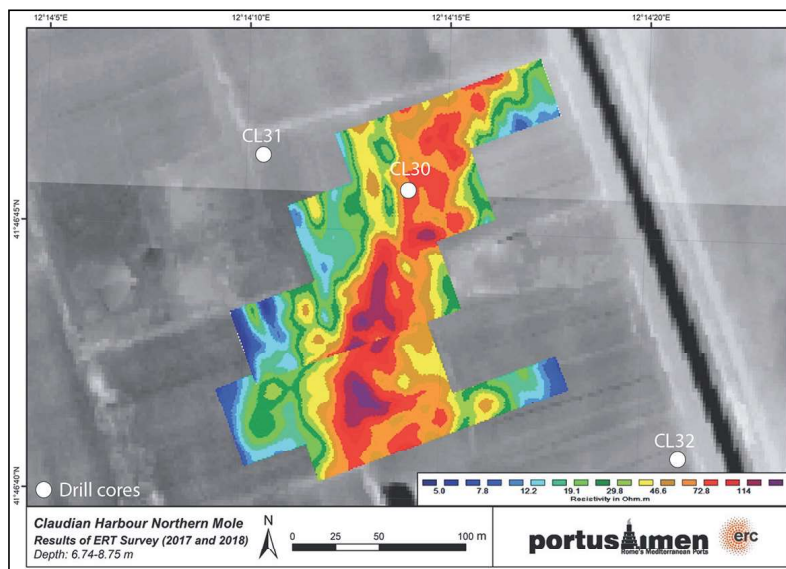 12°14'5"E 12°14'10"E 12°14'15"E 12°14'20"E
CL31
CL30
41°46'45"N
CL32
41°46'40"N
Drill cores
5.0 7.8 12.2 19.1 29.8 46.6 72.8 114
Resistivity in Ohm.m
Claudian Harbour Northern Mole
Results of ERT Survey (2017 and 2018)
Depth: 6.74-8.75 m
N
0 25 50 100 m
portuslimen
Rome's Mediterranean Ports
erc